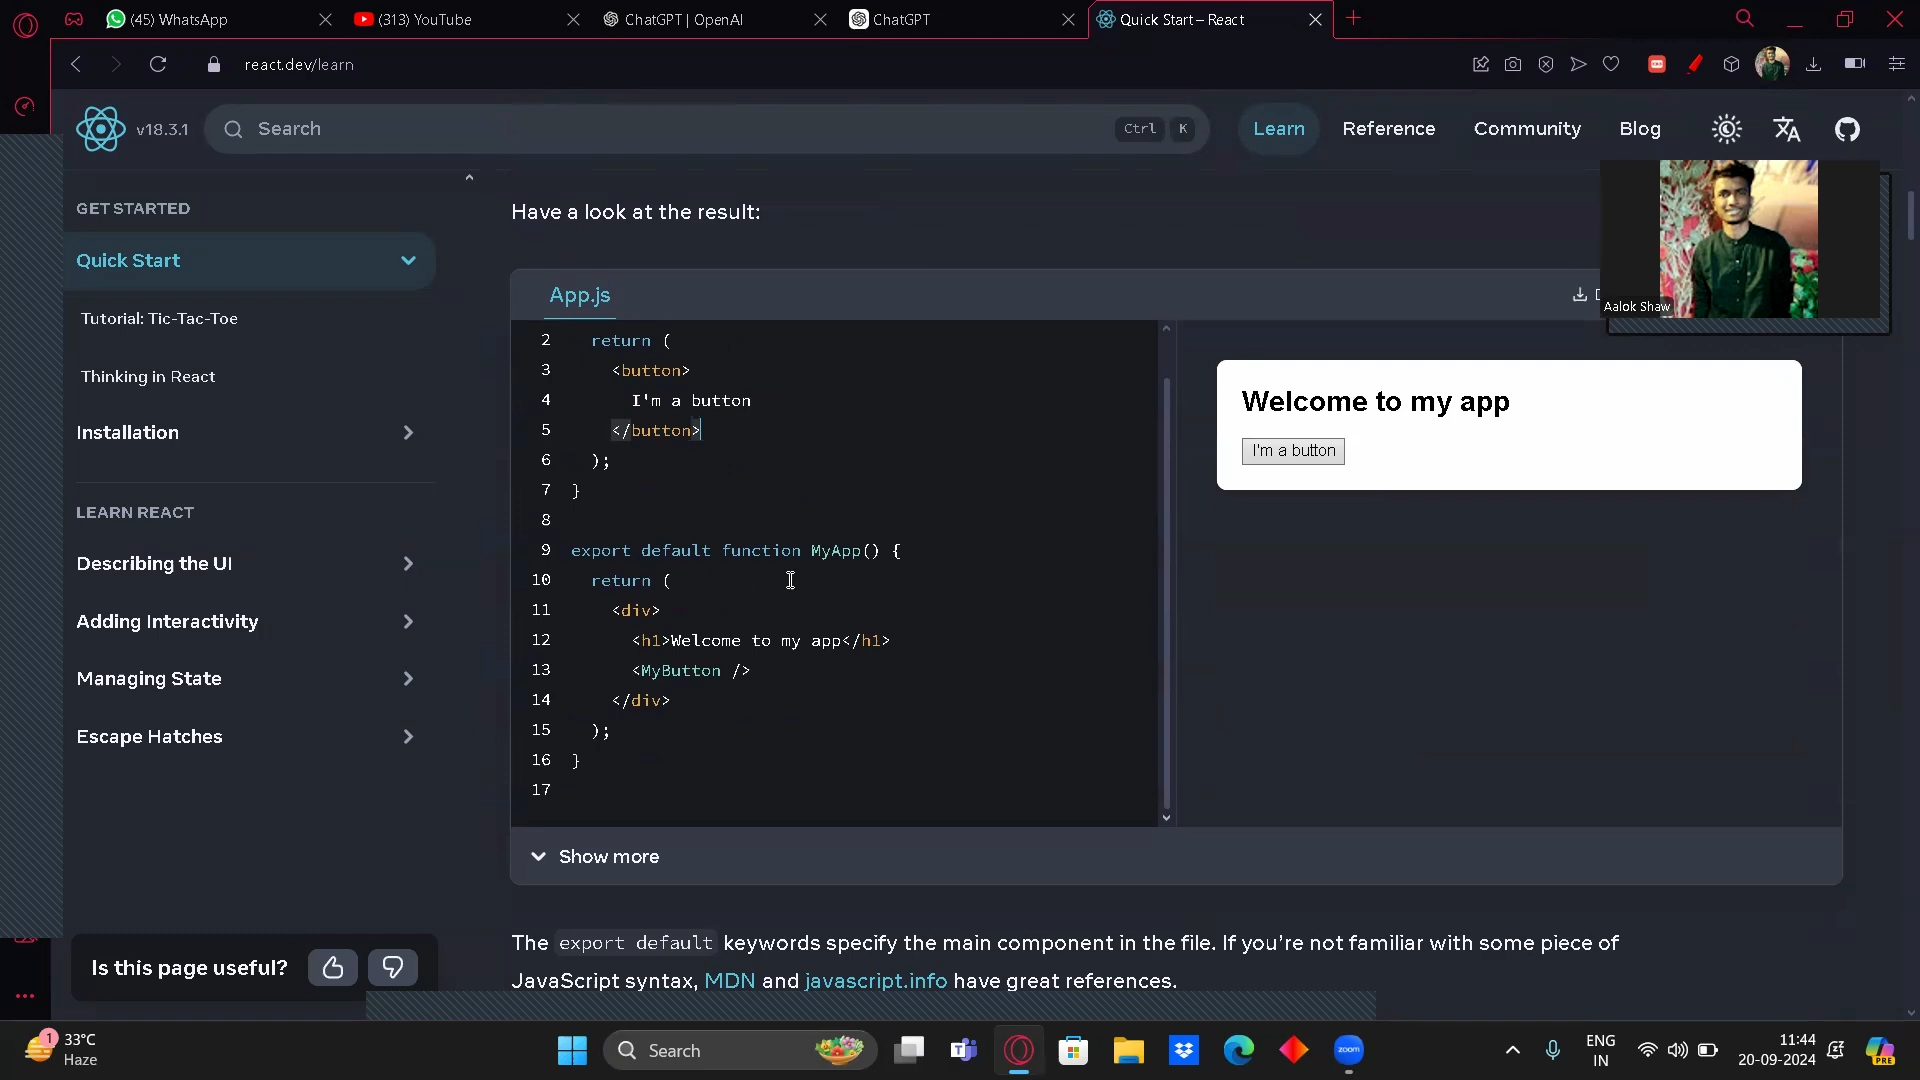 (45) WhatsApp
(313) YouTube
ChatGPT | OpenAI
ChatGPT
Quick Start – React
react.dev/learn
v18.3.1
Search
Ctrl
K
Learn
Reference
Community
Blog
Aalok Shaw
GET STARTED
Quick Start
Tutorial: Tic-Tac-Toe
Thinking in React
Installation
LEARN REACT
Describing the UI
Adding Interactivity
Managing State
Escape Hatches
Is this page useful?
Have a look at the result:
App.js
2 return (
3 <button>
4 I'm a button
5 </button>
6 );
7 }
8
9 export default function MyApp() {
10 return (
11 <div>
12 <h1>Welcome to my app</h1>
13 <MyButton />
14 </div>
15 );
16 }
17
Welcome to my app
I'm a button
Show more
The export default keywords specify the main component in the file. If you're not familiar with some piece of
JavaScript syntax, MDN and javascript.info have great references.
1
33°C
Haze
Search
zoom
ENG
IN
11:44
20-09-2024
PRE